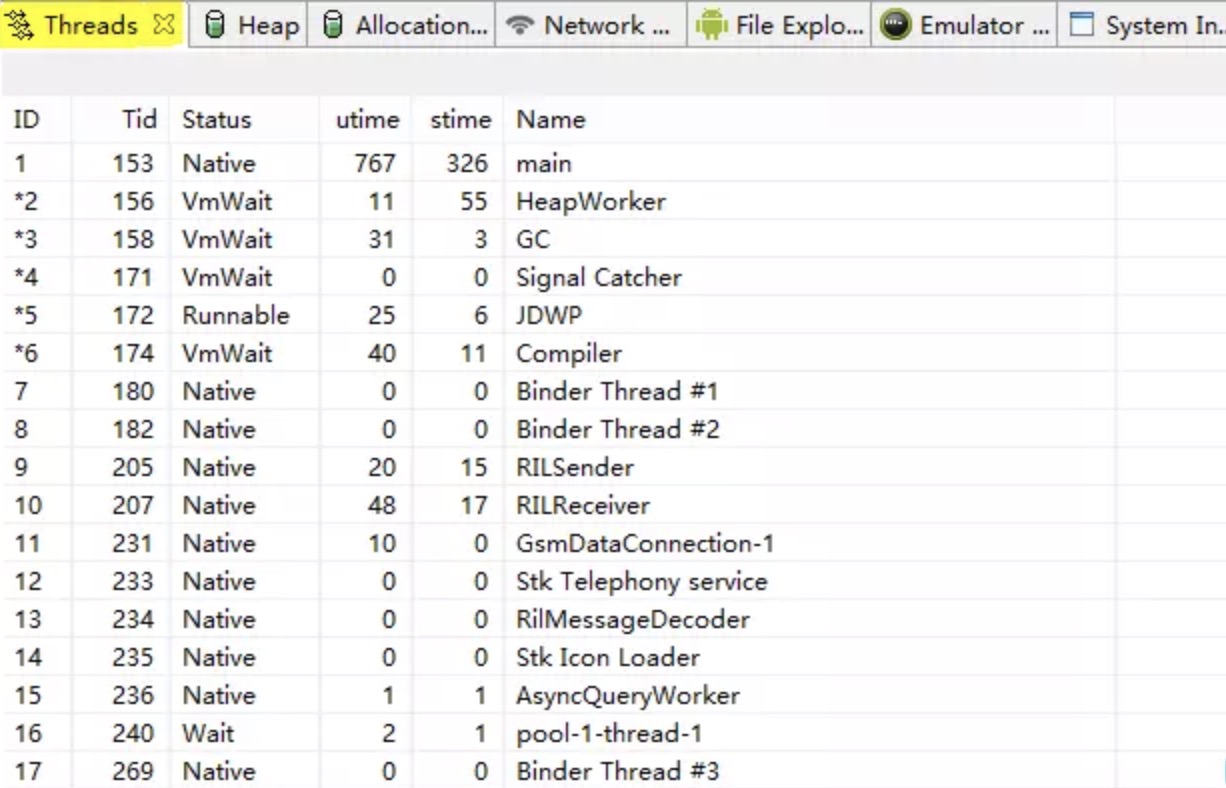 Threads Heap Allocation... Network ... File Explo... Emulator ... System In...
ID Tid Status utime stime Name
1 153 Native 767 326 main
*2 156 VmWait 11 55 HeapWorker
*3 158 VmWait 31 3 GC
*4 171 VmWait 0 0 Signal Catcher
*5 172 Runnable 25 6 JDWP
*6 174 VmWait 40 11 Compiler
7 180 Native 0 0 Binder Thread #1
8 182 Native 0 0 Binder Thread #2
9 205 Native 20 15 RILSender
10 207 Native 48 17 RILReceiver
11 231 Native 10 0 GsmDataConnection-1
12 233 Native 0 0 Stk Telephony service
13 234 Native 0 0 RilMessageDecoder
14 235 Native 0 0 Stk Icon Loader
15 236 Native 1 1 AsyncQueryWorker
16 240 Wait 2 1 pool-1-thread-1
17 269 Native 0 0 Binder Thread #3